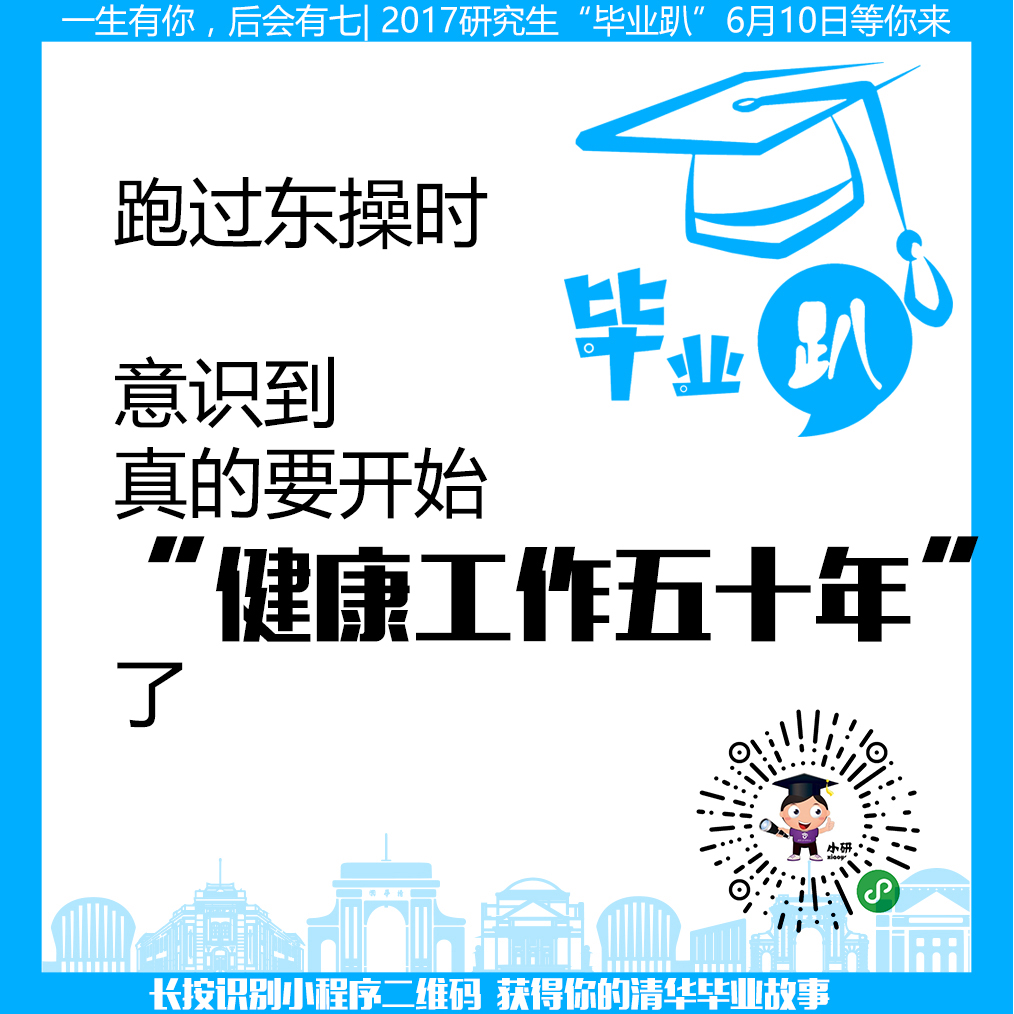 一生有你，后会有七| 2017研究生“毕业趴”6月10日等你来
毕业趴
跑过东操时
意识到
真的要开始
“健康工作五十年”
了
小研
长按识别小程序二维码 获得你的清华毕业故事